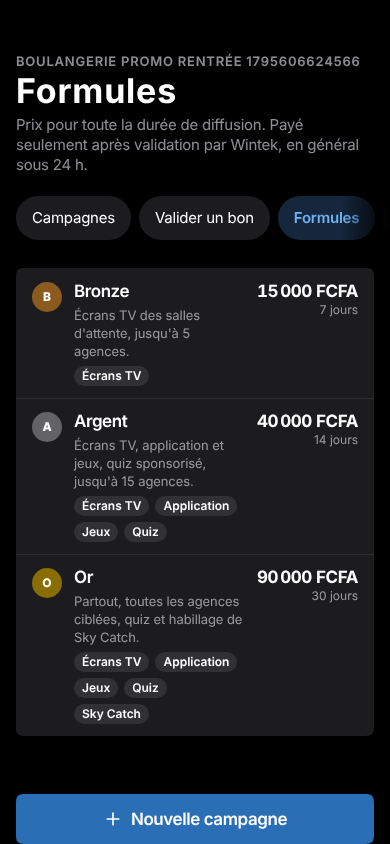 BOULANGERIE PROMO RENTRÉE 1795606624566
Formules
Prix pour toute la durée de diffusion. Payé
seulement après validation par Wintek, en général
sous 24 h.
Campagnes
Valider un bon
Formules
B
Bronze
15 000 FCFA
Écrans TV des salles
7 jours
d'attente, jusqu'à 5
agences.
Écrans TV
A
Argent
40 000 FCFA
Écrans TV, application et
14 jours
jeux, quiz sponsorisé,
jusqu'à 15 agences.
Écrans TV
Application
Jeux
Quiz
O
Or
90 000 FCFA
Partout, toutes les agences
30 jours
ciblées, quiz et habillage de
Sky Catch.
Écrans TV
Application
Jeux
Quiz
Sky Catch
+ Nouvelle campagne